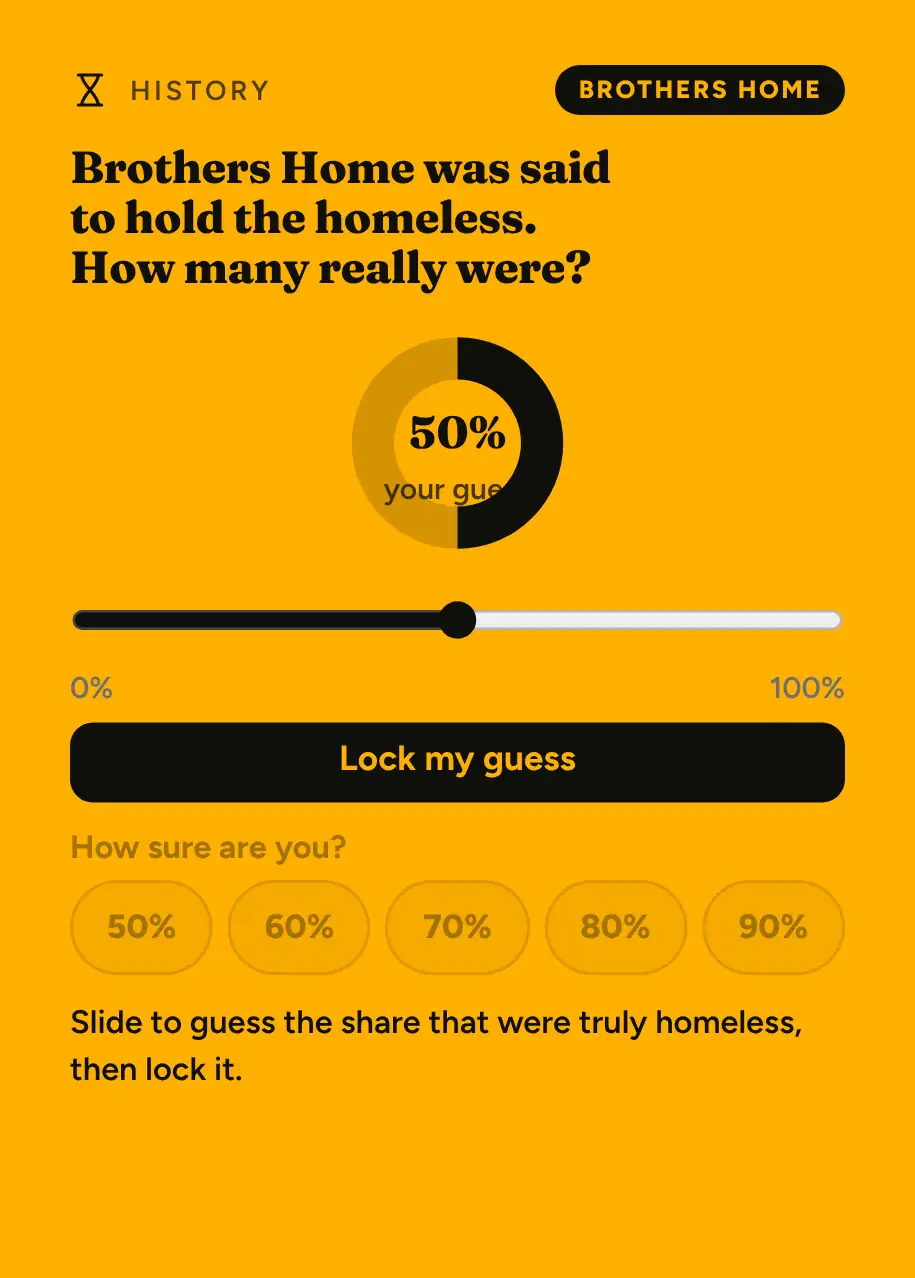 HISTORY
BROTHERS HOME
Brothers Home was said
to hold the homeless.
How many really were?
50%
your gue
0%
100%
Lock my guess
How sure are you?
50%
60%
70%
80%
90%
Slide to guess the share that were truly homeless,
then lock it.